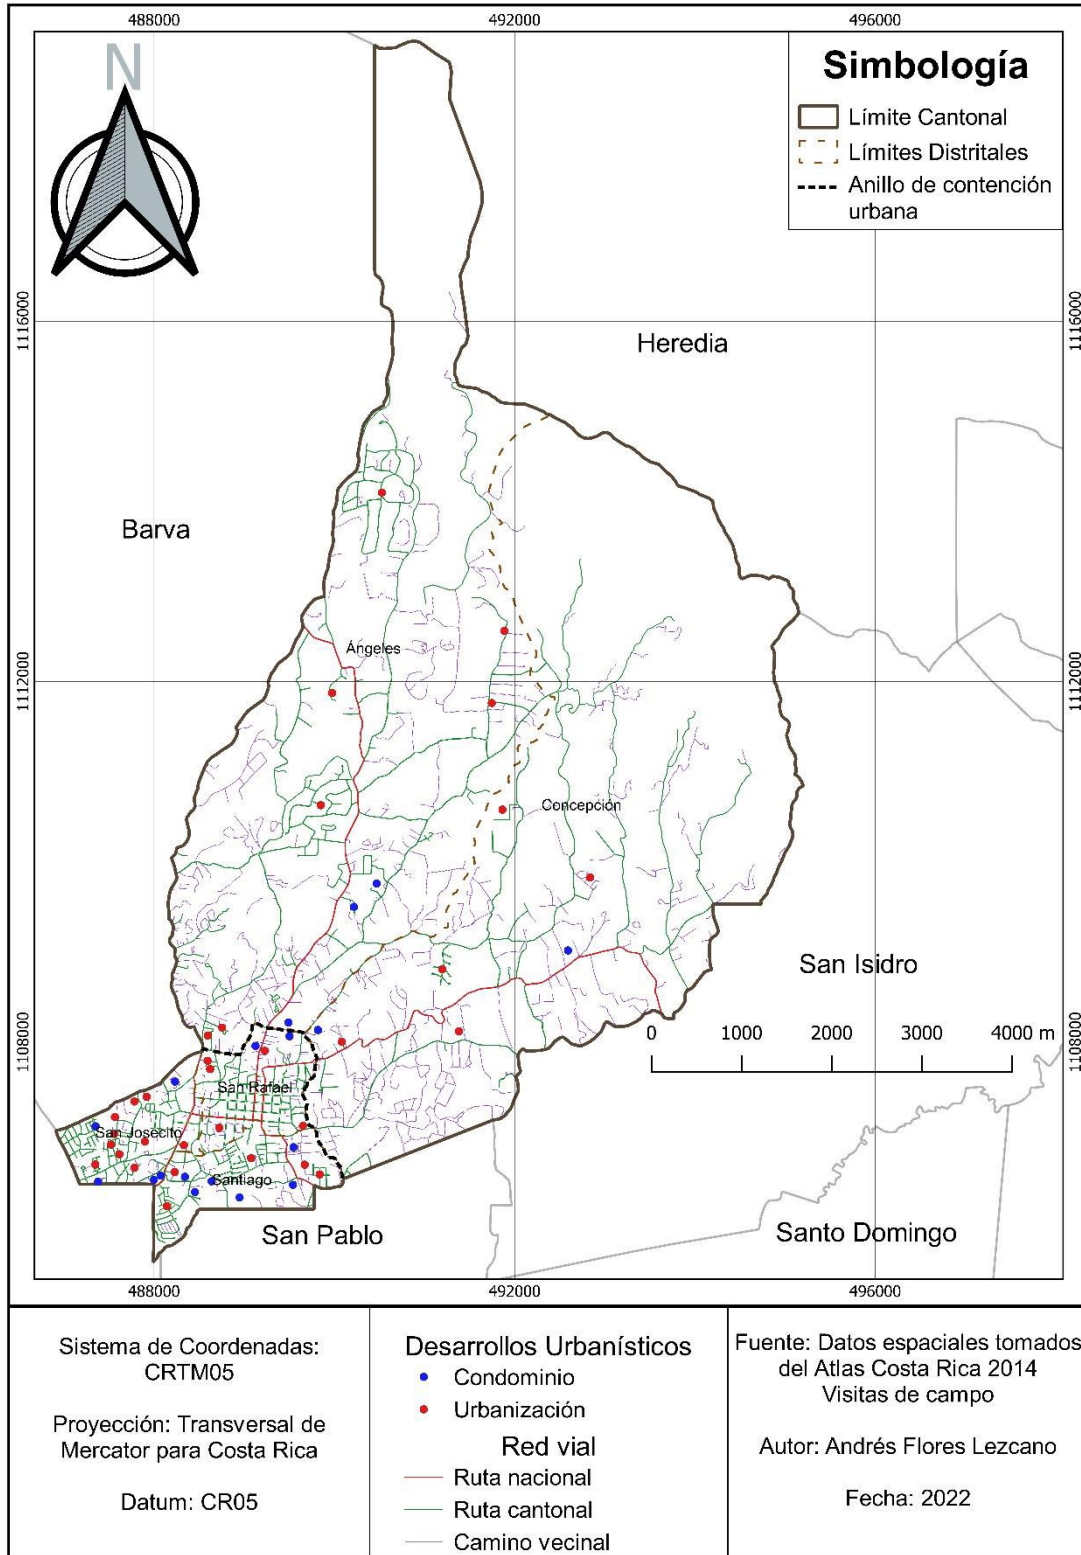 488000
492000
496000
N
Simbología
Límite Cantonal
Límites Distritales
Anillo de contención
urbana
1116000
1116000
Heredia
Barva
Ángeles
1112000
1112000
Concepción
San Isidro
1108000
1108000
0 1000 2000 3000 4000 m
San Rafael
San Josecito
Santiago
San Pablo
Santo Domingo
488000
492000
496000
Sistema de Coordenadas:
CRTM05
Proyección: Transversal de
Mercator para Costa Rica
Datum: CR05
Desarrollos Urbanísticos
Condominio
Urbanización
Red vial
Ruta nacional
Ruta cantonal
Camino vecinal
Fuente: Datos espaciales tomados
del Atlas Costa Rica 2014
Visitas de campo
Autor: Andrés Flores Lezcano
Fecha: 2022